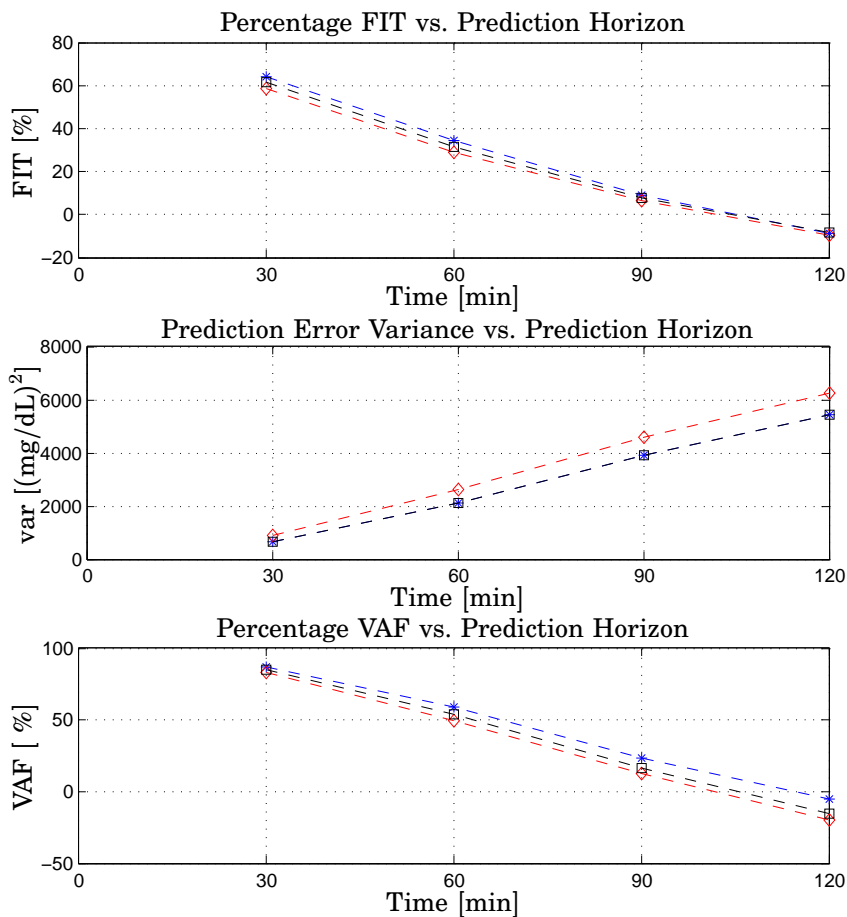 Percentage FIT vs. Prediction Horizon
80
60
40
20
0
−20
FIT [%]
0 30 60 90 120
Time [min]
Prediction Error Variance vs. Prediction Horizon
8000
6000
4000
2000
0
var [(mg/dL)²]
0 30 60 90 120
Time [min]
Percentage VAF vs. Prediction Horizon
100
50
0
−50
VAF [ %]
0 30 60 90 120
Time [min]